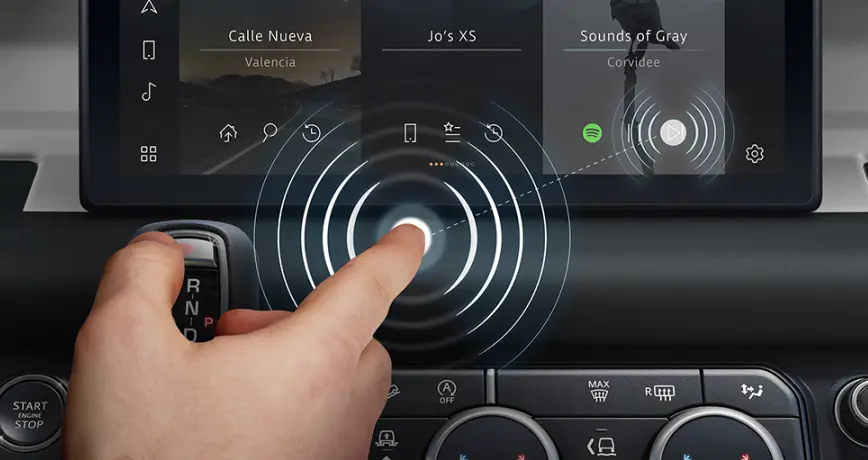 Calle Nueva
Jo's XS
Sounds of Gray
Valencia
Corvidee
R
N
D
P
START
ENGINE
STOP
OFF
MAX
R